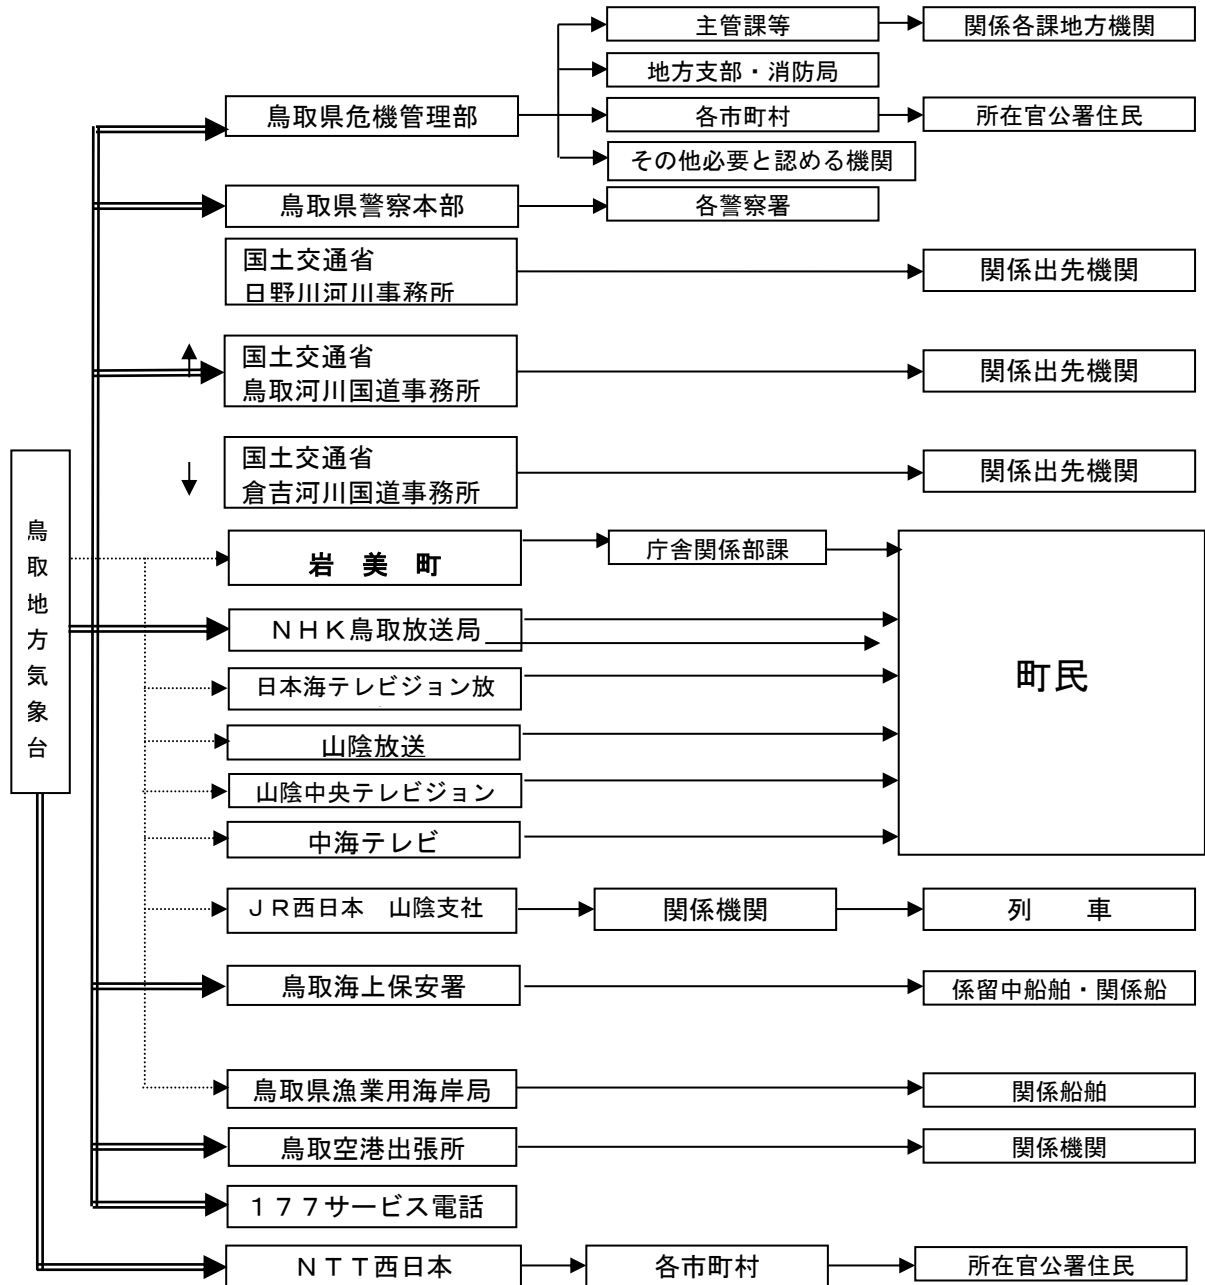 主管課等
関係各課地方機関
地方支部・消防局
鳥取県危機管理部
各市町村
所在官公署住民
その他必要と認める機関
鳥取県警察本部
各警察署
国土交通省
日野川河川事務所
関係出先機関
国土交通省
鳥取河川国道事務所
関係出先機関
国土交通省
倉吉河川国道事務所
関係出先機関
鳥取地方気象台
岩　美　町
庁舎関係部課
町民
ＮＨＫ鳥取放送局
日本海テレビジョン放
山陰放送
山陰中央テレビジョン
中海テレビ
ＪＲ西日本　山陰支社
関係機関
列　　車
鳥取海上保安署
係留中船舶・関係船
鳥取県漁業用海岸局
関係船舶
鳥取空港出張所
関係機関
１７７サービス電話
ＮＴＴ西日本
各市町村
所在官公署住民